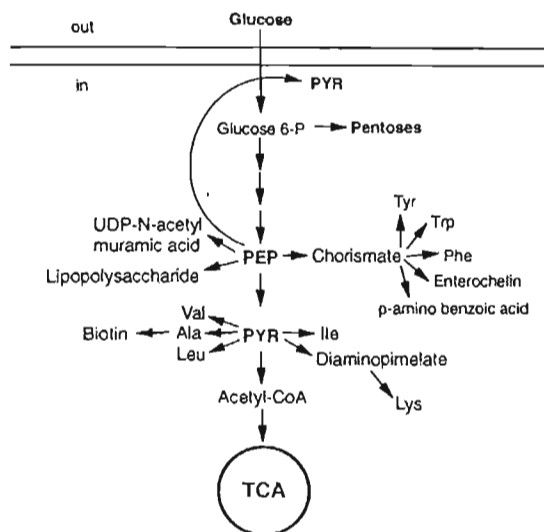 Glucose
out
in
PYR
Glucose 6-P
Pentoses
Tyr
Trp
UDP-N-acetyl
muramic acid
PEP
Chorismate
Phe
Lipopolysaccharide
Enterochelin
p-amino benzoic acid
Val
Biotin
Ala
PYR
Ile
Leu
Diaminopimelate
Acetyl-CoA
Lys
TCA